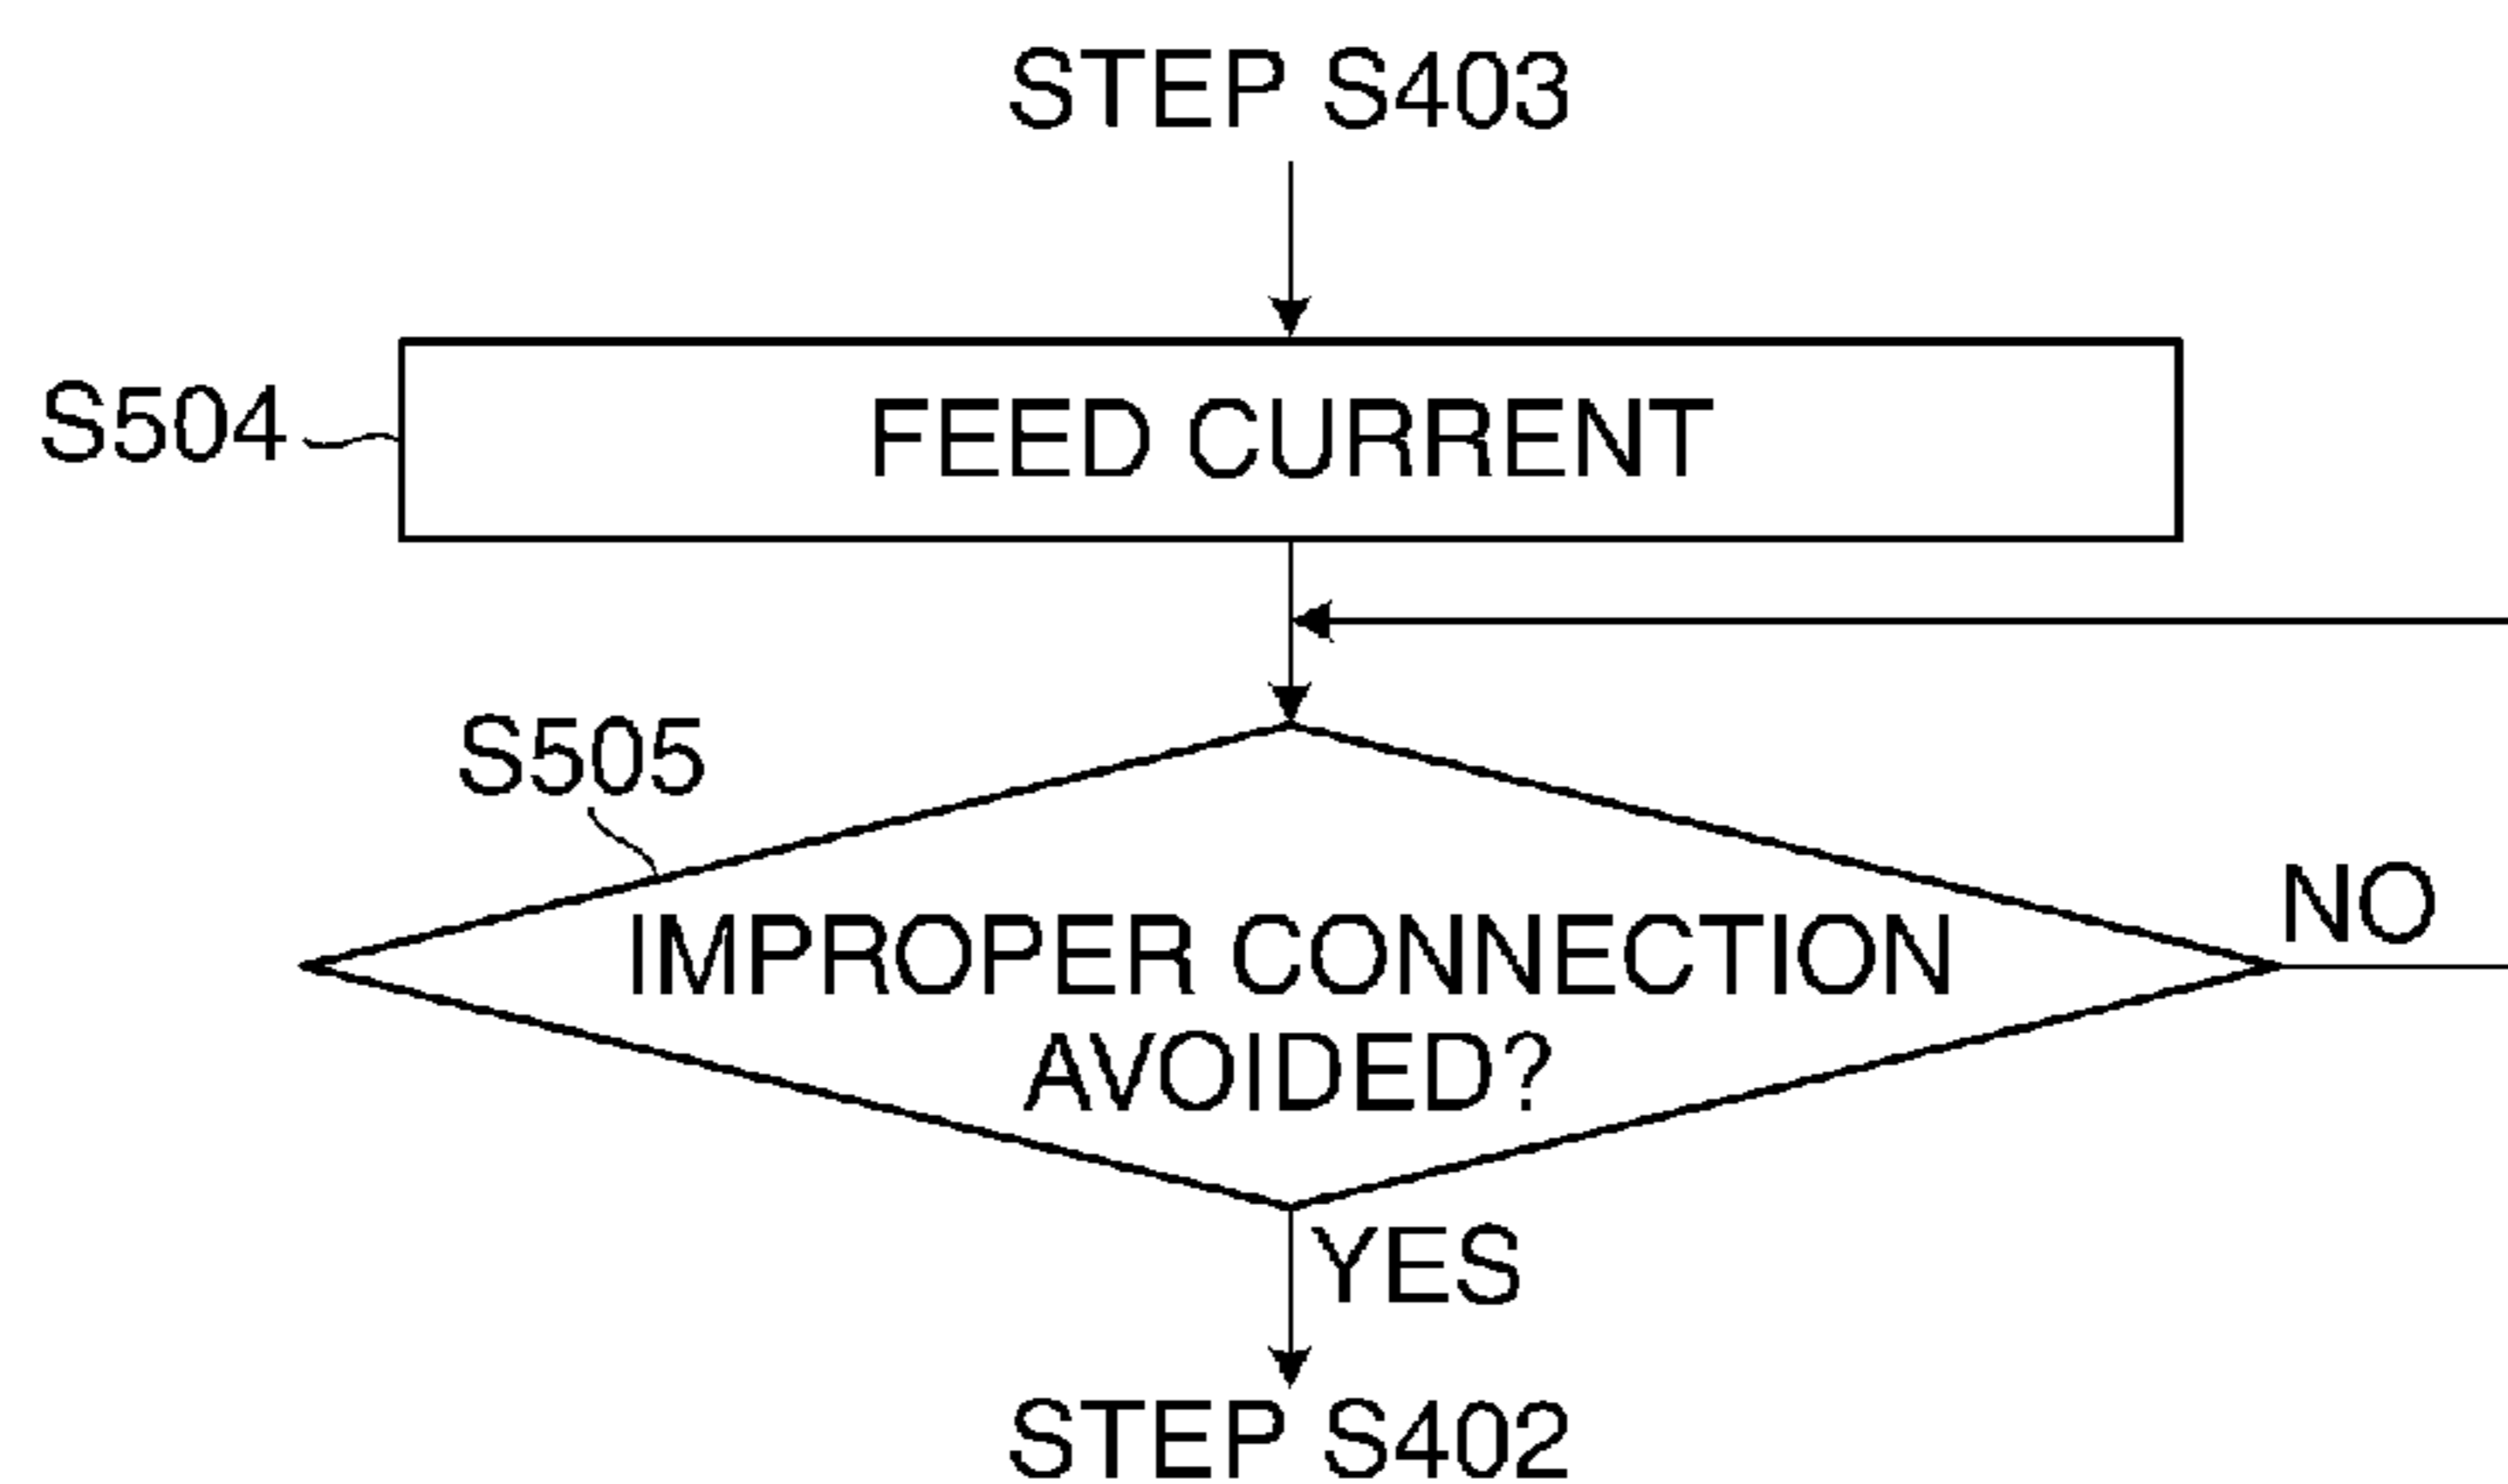 STEP S403
S504
FEED CURRENT
S505
IMPROPER CONNECTION
AVOIDED?
NO
YES
STEP S402